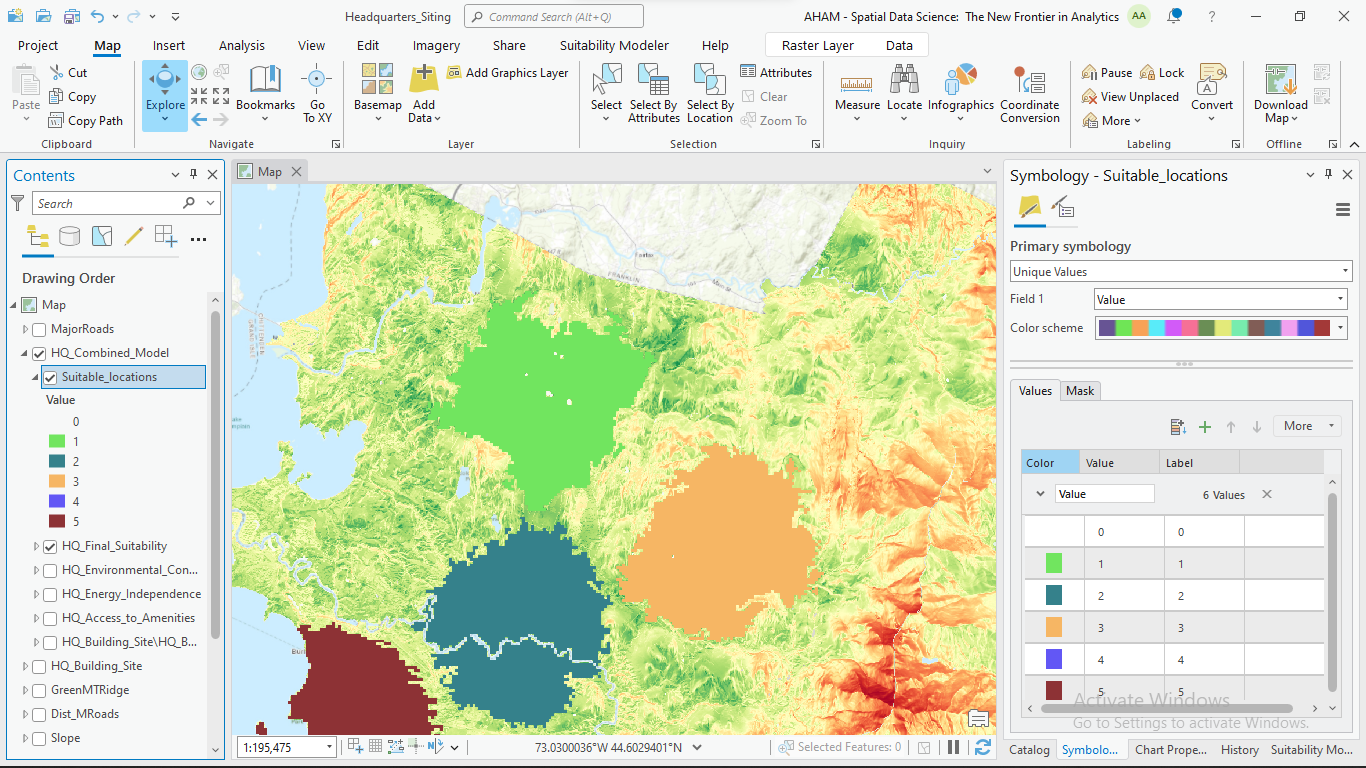 Headquarters_Siting
Command Search (Alt+Q)
AHAM - Spatial Data Science: The New Frontier in Analytics
AA
?
Project Map Insert Analysis View Edit Imagery Share Suitability Modeler Help Raster Layer Data
Paste
Cut
Copy
Copy Path
Clipboard
Explore
Bookmarks
Go
To XY
Navigate
Basemap
Add
Data
Add Graphics Layer
Layer
Select
Select By
Attributes
Select By
Location
Attributes
Clear
Zoom To
Selection
Measure
Locate
Infographics
Coordinate
Conversion
Inquiry
Pause
Lock
View Unplaced
More
Convert
Labeling
Download
Map
Offline
Contents
Search
Drawing Order
Map
MajorRoads
HQ_Combined_Model
Suitable_locations
Value
0
1
2
3
4
5
HQ_Final_Suitability
HQ_Environmental_Con...
HQ_Energy_Independence
HQ_Access_to_Amenities
HQ_Building_Site\HQ_B...
HQ_Building_Site
GreenMTRidge
Dist_MRoads
Slope
Map
Fairfax
FRANKLIN
1:195,475
73.0300036°W 44.6029401°N
Selected Features: 0
Symbology - Suitable_locations
Primary symbology
Unique Values
Field 1 Value
Color scheme
Values Mask
More
Color Value Label
Value 6 Values
0 0
1 1
2 2
3 3
4 4
5 5
Activate Windows
Go to Settings to activate Windows.
Catalog Symbolo... Chart Prope... History Suitability Mo...